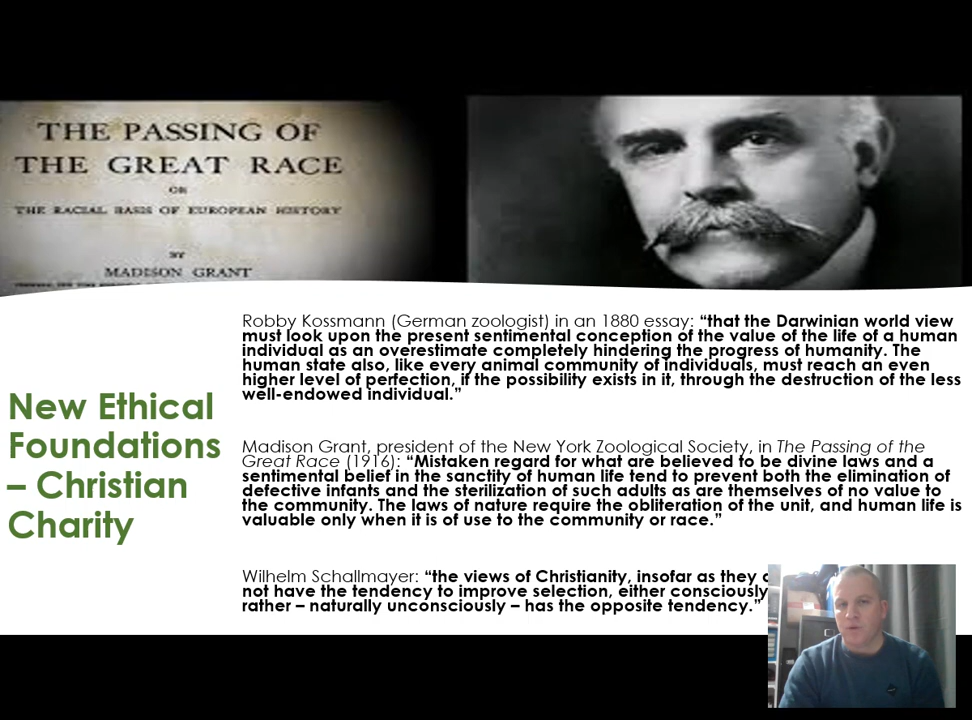 THE PASSING OF
THE GREAT RACE
OR
THE RACIAL BASIS OF EUROPEAN HISTORY
BY
MADISON GRANT
New Ethical
Foundations
– Christian
Charity
Robby Kossmann (German zoologist) in an 1880 essay: “that the Darwinian world view
must look upon the present sentimental conception of the value of the life of a human
individual as an overestimate completely hindering the progress of humanity. The
human state also, like every animal community of individuals, must reach an even
higher level of perfection, if the possibility exists in it, through the destruction of the less
well-endowed individual.”
Madison Grant, president of the New York Zoological Society, in The Passing of the
Great Race (1916): “Mistaken regard for what are believed to be divine laws and a
sentimental belief in the sanctity of human life tend to prevent both the elimination of
defective infants and the sterilization of such adults as are themselves of no value to
the community. The laws of nature require the obliteration of the unit, and human life is
valuable only when it is of use to the community or race.”
Wilhelm Schallmayer: “the views of Christianity, insofar as they
not have the tendency to improve selection, either consciously
rather – naturally unconsciously – has the opposite tendency.”